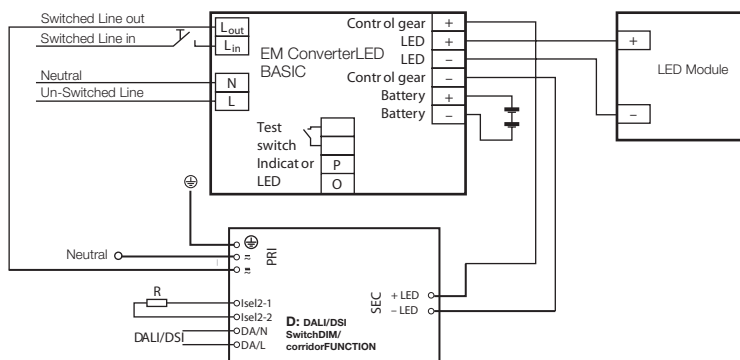 Switched Line out
Switched Line in
Neutral
Un-Switched Line
Lout
Lin
N
L
EM ConverterLED
BASIC
Test
switch
Indicator
LED
P
O
Control gear +
LED +
LED –
Control gear –
Battery +
Battery –
+
–
LED Module
Neutral
PRI
R
Isel2-1
Isel2-2
DALI/DSI
DA/N
DA/L
D: DALI/DSI
SwitchDIM/
corridorFUNCTION
SEC
+ LED
– LED